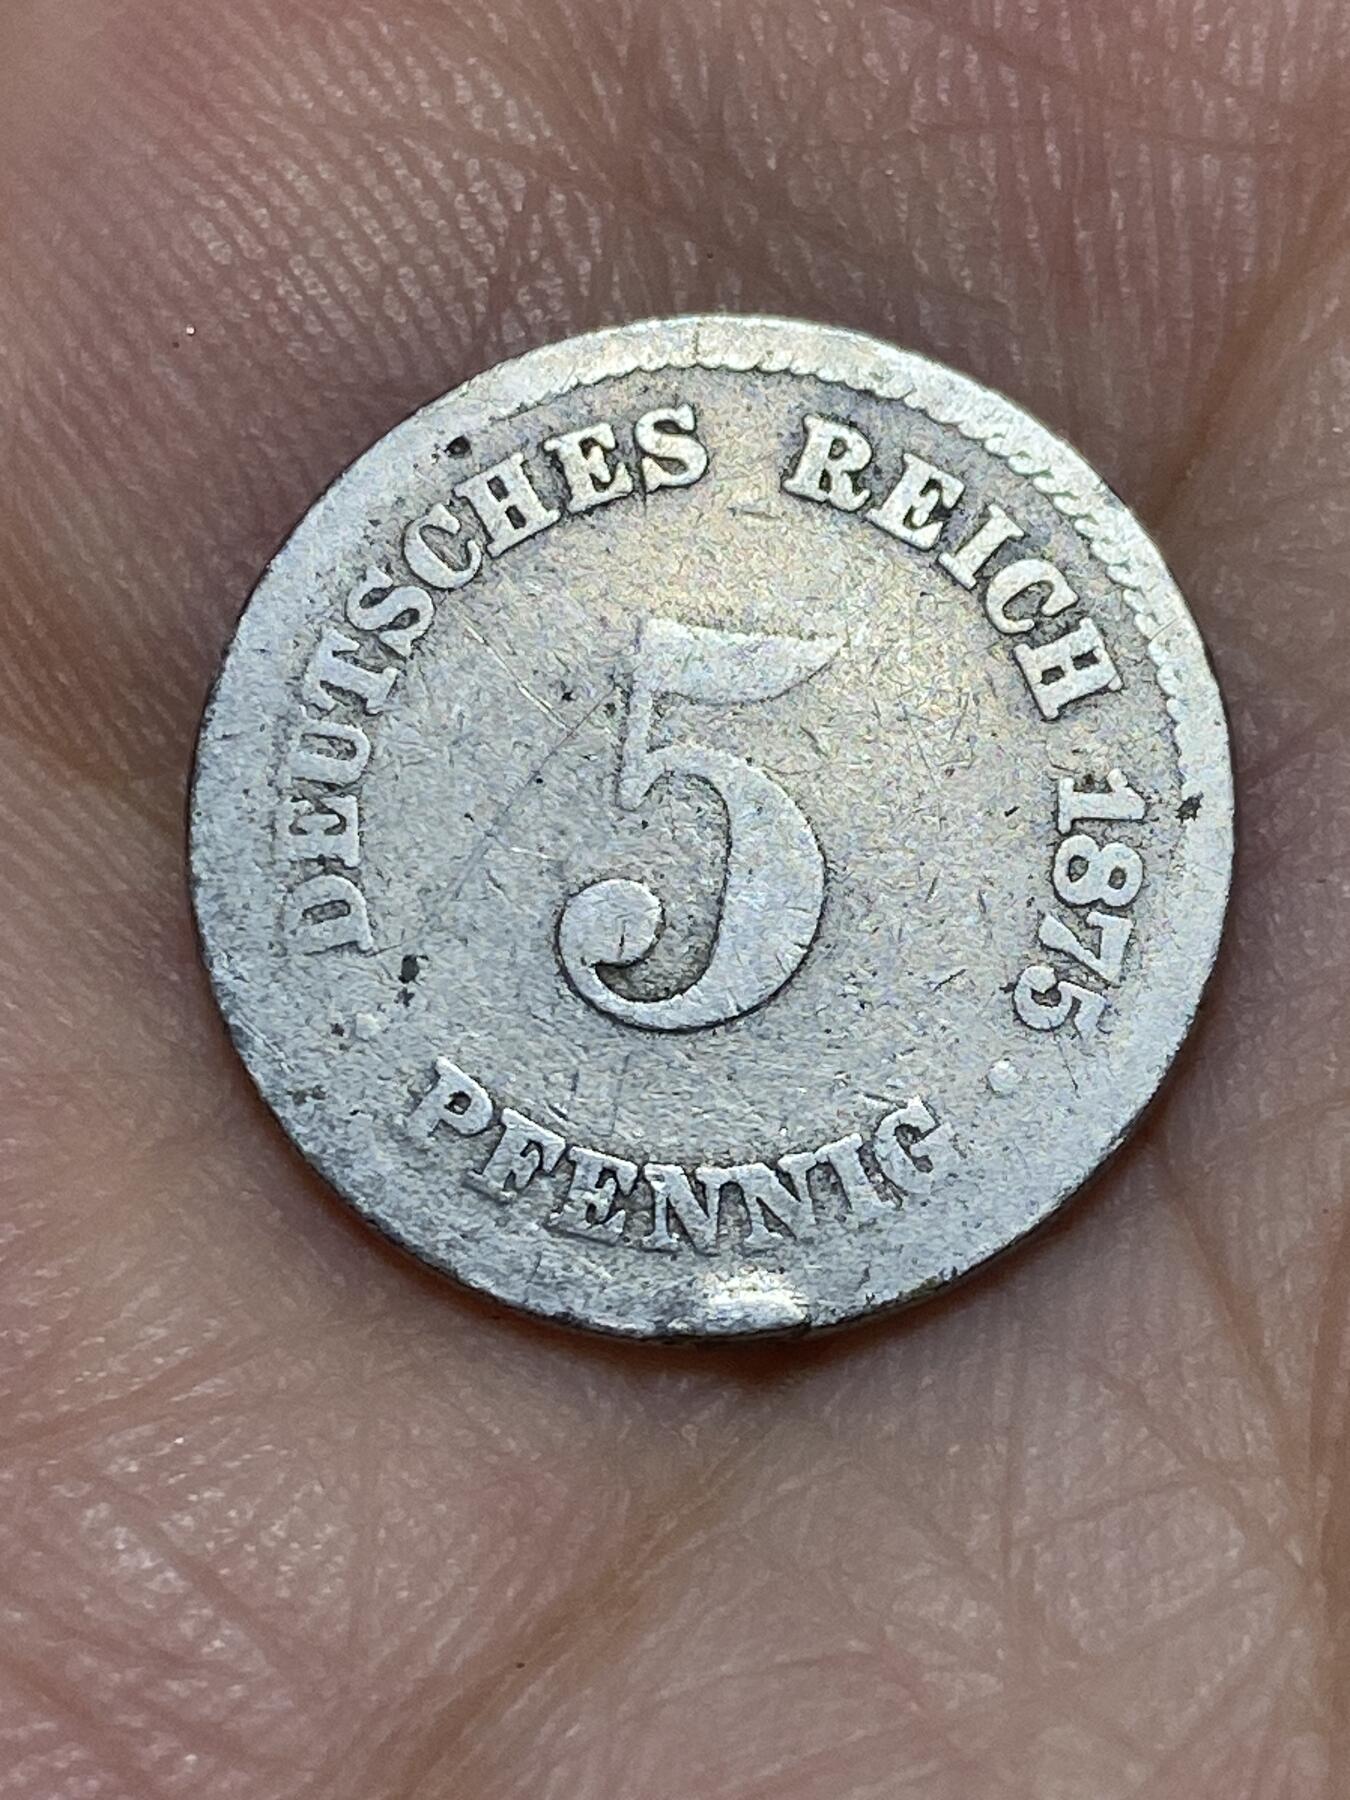 DEUTSCHES REICH 1875
5
PFENNIG